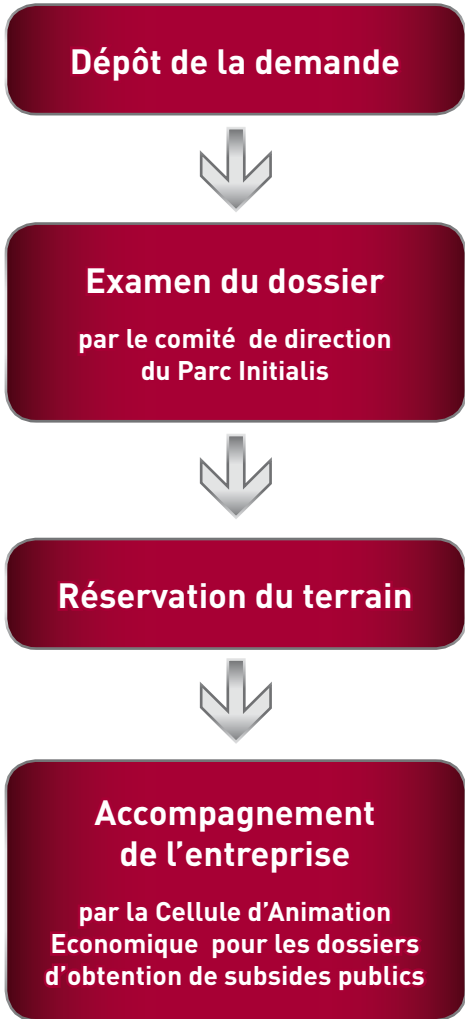 Dépôt de la demande
Examen du dossier
par le comité de direction
du Parc Initialis
Réservation du terrain
Accompagnement
de l’entreprise
par la Cellule d’Animation
Economique pour les dossiers
d’obtention de subsides publics